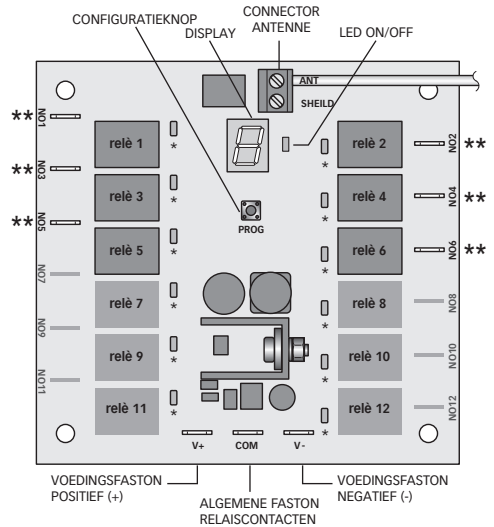 CONFIGURATIEKNOP
DISPLAY
CONNECTOR
ANTENNE
LED ON/OFF
ANT
SHEILD
**NO1
relè 1
*
relè 2
*
NO2**
**NO3
relè 3
*
relè 4
*
NO4**
**NO5
relè 5
*
PROG
relè 6
*
NO6**
NO7
relè 7
*
relè 8
*
NO8
NO9
relè 9
*
relè 10
*
NO10
NO11
relè 11
*
relè 12
*
NO12
V+
COM
V-
VOEDINGSFASTON
POSITIEF (+)
ALGEMENE FASTON
RELAISCONTACTEN
VOEDINGSFASTON
NEGATIEF (-)